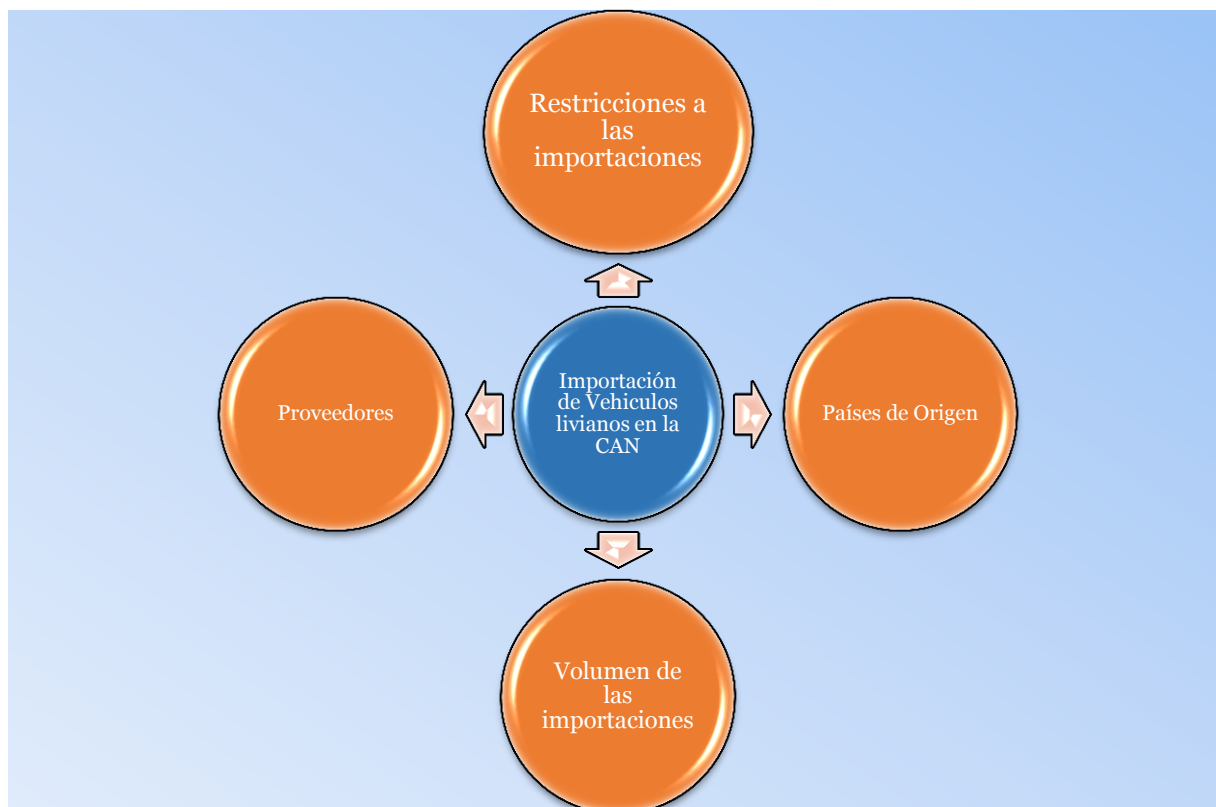 Restricciones a
las
importaciones
Proveedores
Importación
de Vehiculos
livianos en la
CAN
Países de Origen
Volumen de
las
importaciones